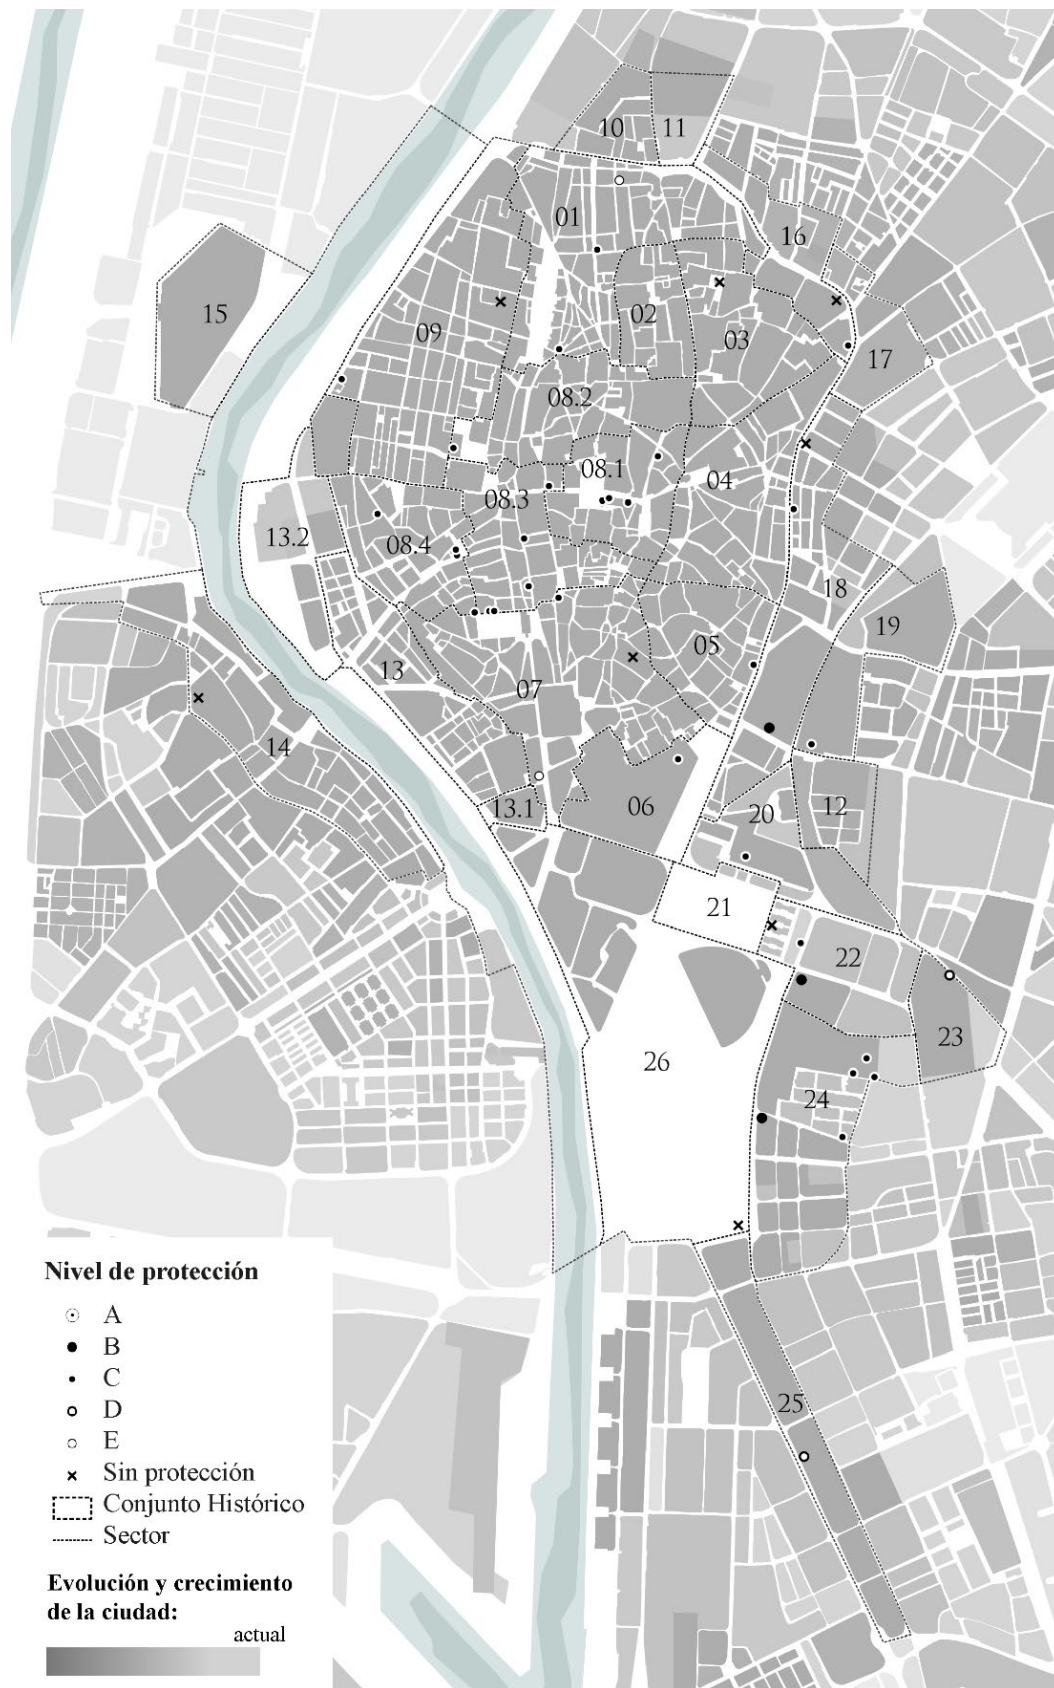 10
11
01
16
15
02
09
03
17
08.2
08.1
04
08.3
13.2
08.4
18
19
05
13
07
14
06
13.1
20
12
21
22
26
23
24
25
Nivel de protección
A
B
C
D
E
Sin protección
Conjunto Histórico
Sector
Evolución y crecimiento
de la ciudad:
actual